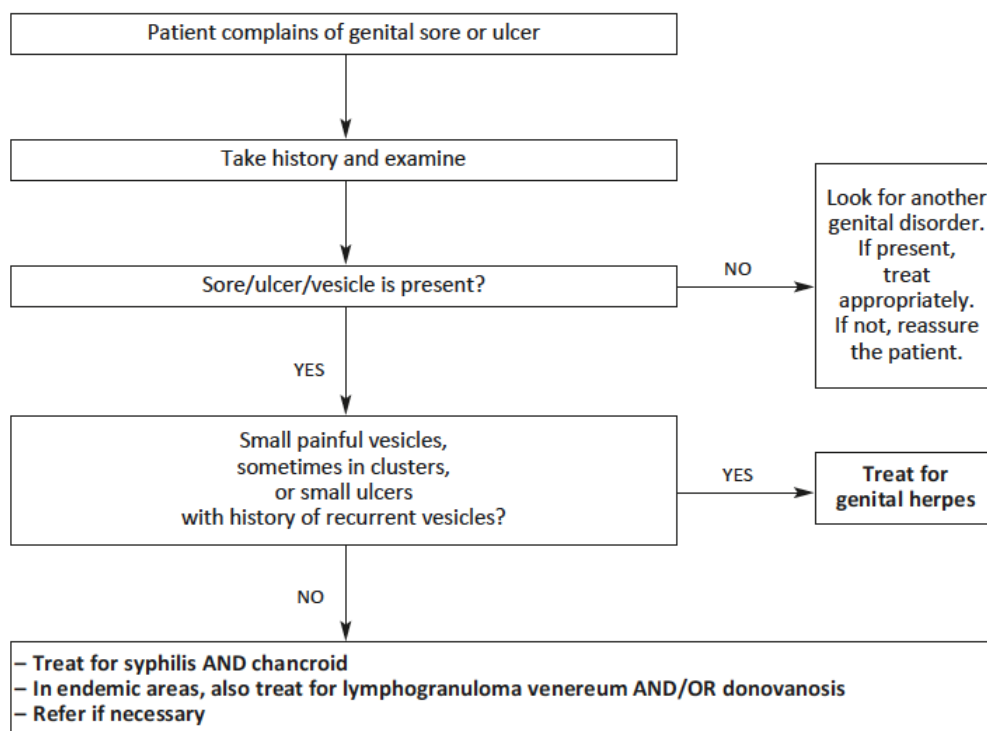 Patient complains of genital sore or ulcer
Take history and examine
Sore/ulcer/vesicle is present?
NO
Look for another
genital disorder.
If present,
treat
appropriately.
If not, reassure
the patient.
YES
Small painful vesicles,
sometimes in clusters,
or small ulcers
with history of recurrent vesicles?
YES
Treat for
genital herpes
NO
– Treat for syphilis AND chancroid
– In endemic areas, also treat for lymphogranuloma venereum AND/OR donovanosis
– Refer if necessary